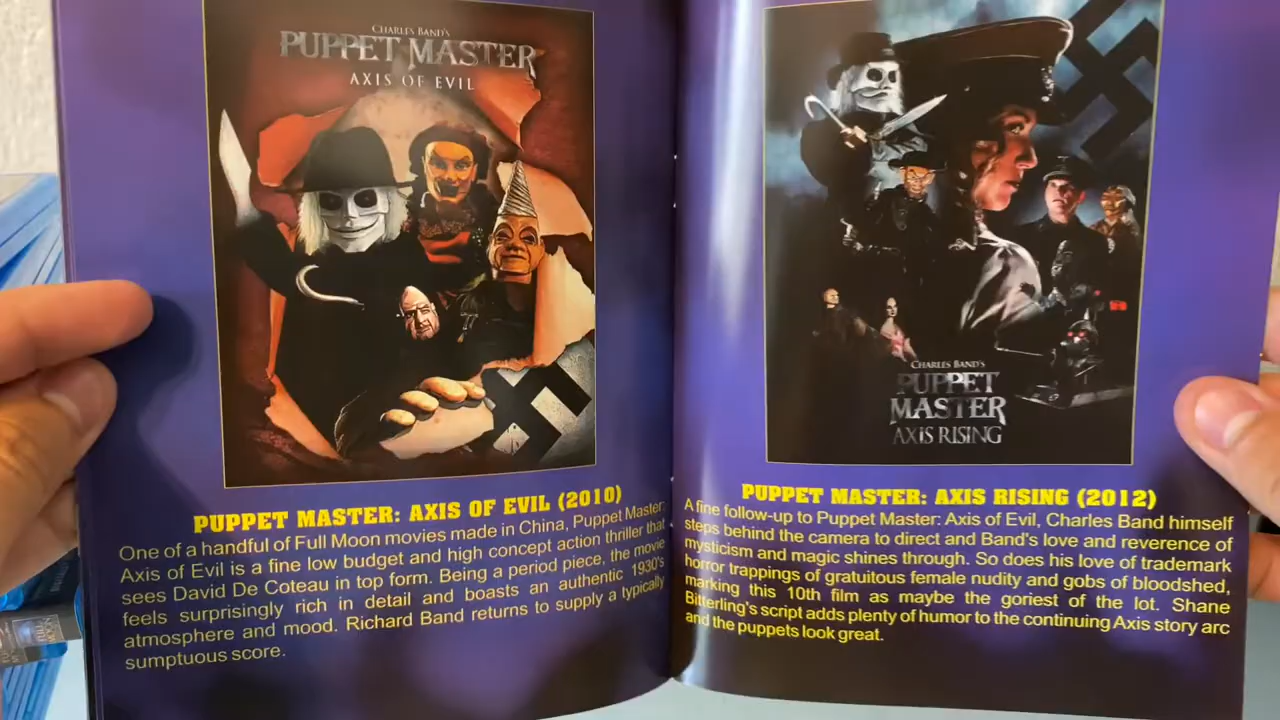 CHARLES BAND'S
PUPPET MASTER
AXIS OF EVIL
PUPPET MASTER: AXIS OF EVIL (2010)
One of a handful of Full Moon movies made in China, Puppet Master:
Axis of Evil is a fine low budget and high concept action thriller that
sees David De Coteau in top form. Being a period piece, the movie
feels surprisingly rich in detail and boasts an authentic 1930's
atmosphere and mood. Richard Band returns to supply a typically
sumptuous score.
CHARLES BAND'S
PUPPET
MASTER
AXIS RISING
PUPPET MASTER: AXIS RISING (2012)
A fine follow-up to Puppet Master: Axis of Evil, Charles Band himself
steps behind the camera to direct and Band's love and reverence of
mysticism and magic shines through. So does his love of trademark
horror trappings of gratuitous female nudity and gobs of bloodshed,
marking this 10th film as maybe the goriest of the lot. Shane
Bitterling's script adds plenty of humor to the continuing Axis story arc
and the puppets look great.